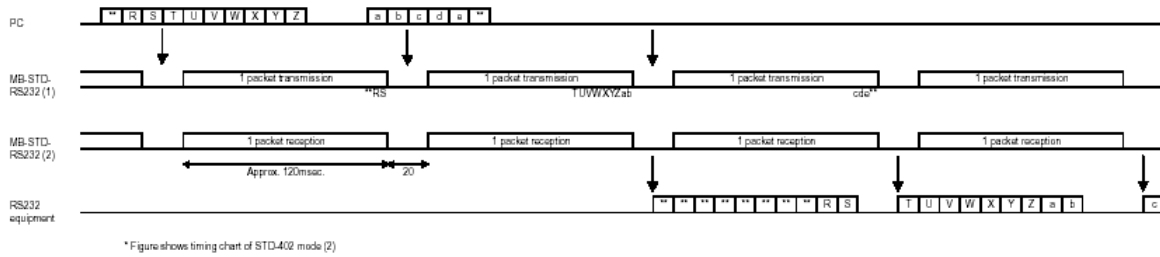 PC
** R S T U V W X Y Z a b c d e **
MB-STD-
RS232 (1)
1 packet transmission 1 packet transmission 1 packet transmission 1 packet transmission
**RS TUVWXYZab cde**
MB-STD-
RS232 (2)
1 packet reception 1 packet reception 1 packet reception 1 packet reception
Approx. 120msec. 20
RS232
equipment
** ** ** ** ** ** ** ** R S T U V W X Y Z a b c
* Figure shows timing chart of STD-402 mode (2)